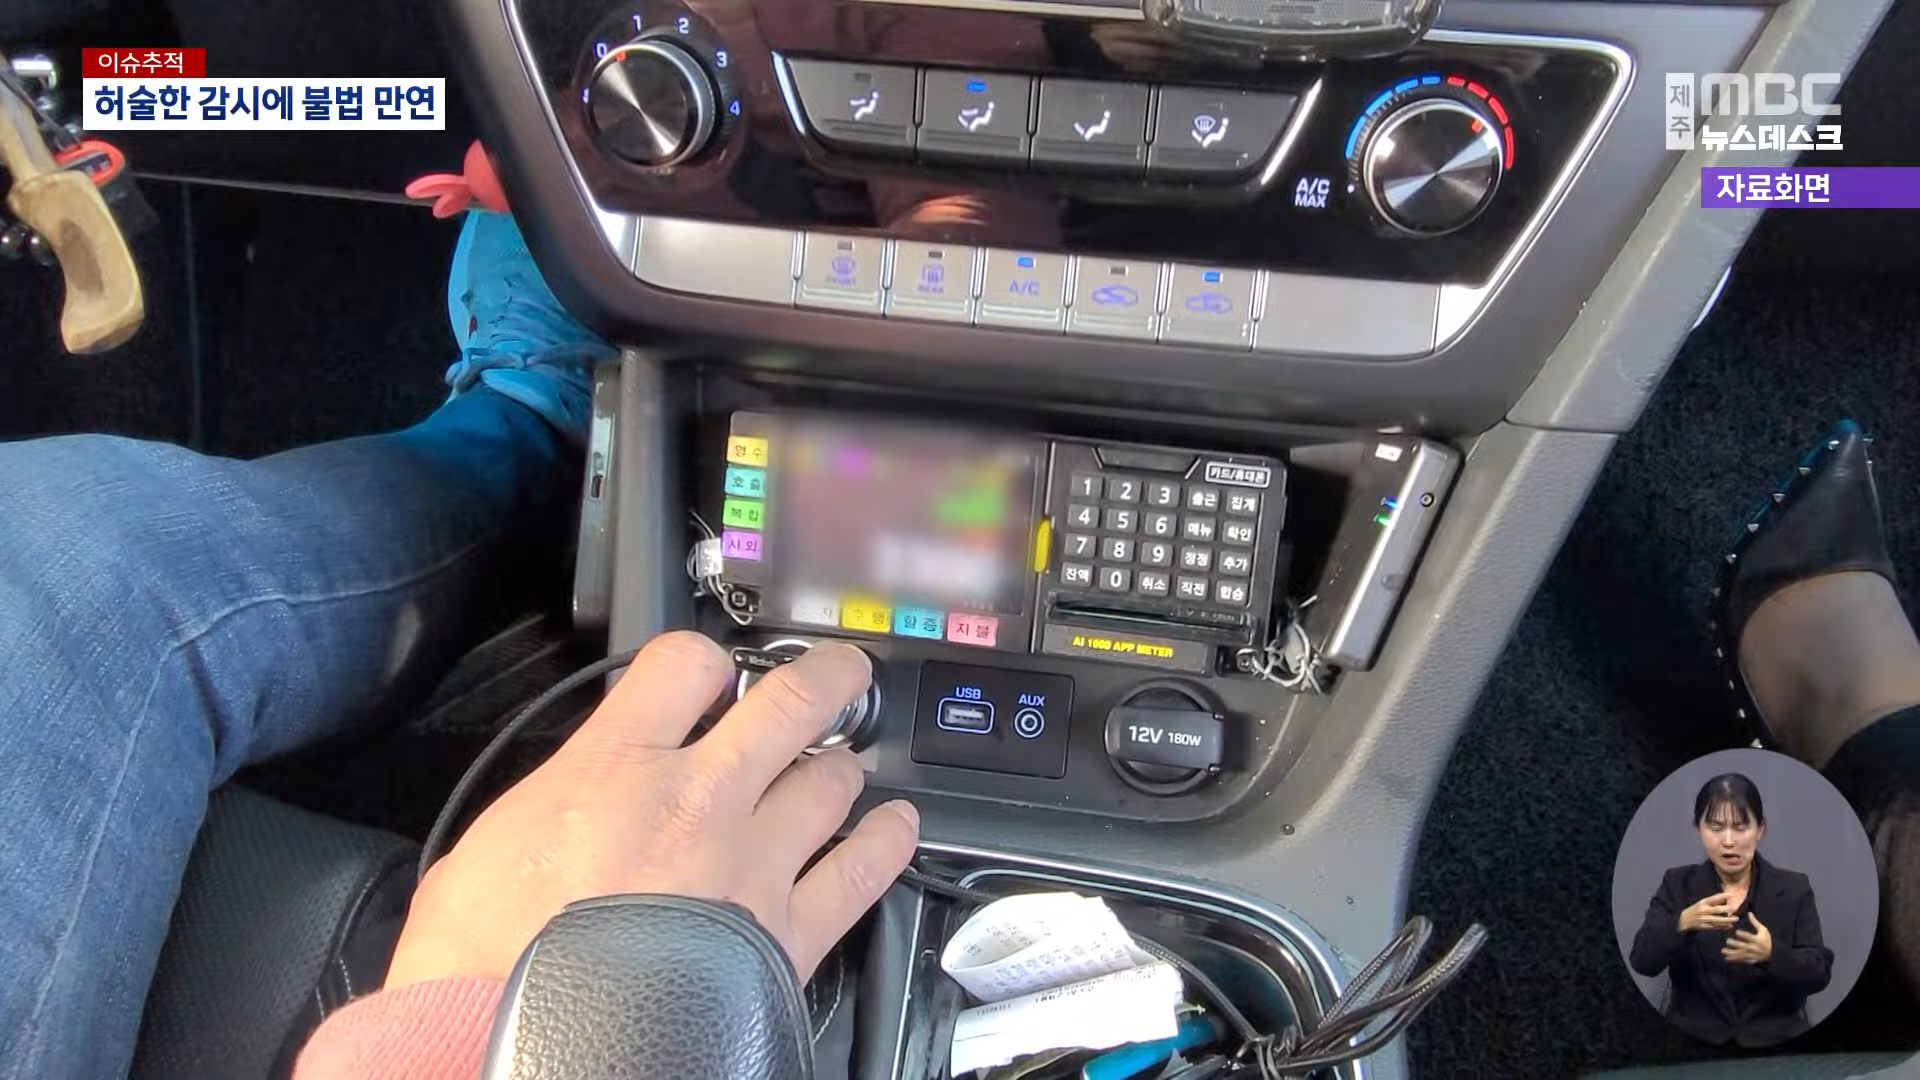 이슈추적
허술한 감시에 불법 만연
제주 MBC
뉴스데스크
자료화면
0 1 2 3 4
A/C
MAX
FRONT REAR A/C
카드/휴대폰
1 2 3 출근 집계
4 5 6 메뉴 확인
7 8 9 정정 추가
잔액 0 취소 직전 합승
영수
호출
복합
시외
주행 할증 지불
AI 1000 APP METER
USB AUX
12V 180W